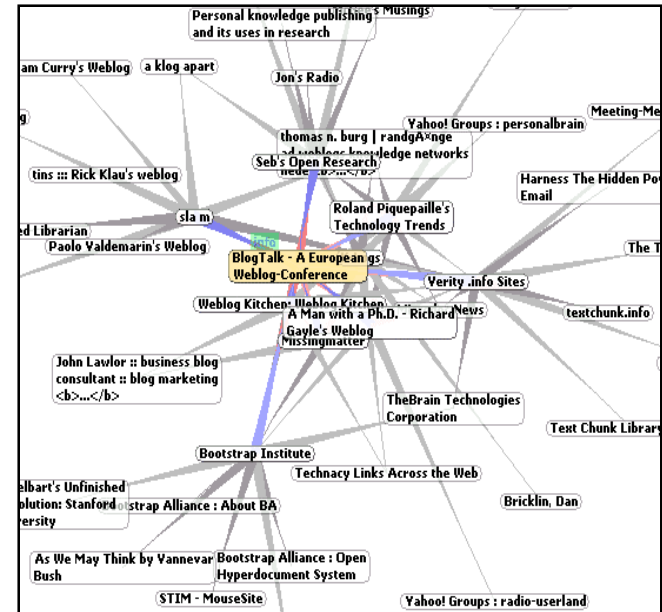 Personal knowledge publishing
and its uses in research
's Musings
am Curry's Weblog
a klog apart
Jon's Radio
Meeting-Me
Yahoo! Groups : personalbrain
thomas n. burg | randgÃ¤nge
ad weblogs knowledge networks
Seb's Open Research
<b>...</b>
tins ::: Rick Klau's weblog
Harness The Hidden Po
Email
sla m
Roland Piquepaille's
Technology Trends
ed Librarian
Paolo Valdemarin's Weblog
info
BlogTalk - A European
Weblog-Conference
gs
The T
Verity .info Sites
Weblog Kitchen: Weblog Kitchen
A Man with a Ph.D. - Richard
Gayle's Weblog
News
textchunk.info
Missingmatter
John Lawlor :: business blog
consultant :: blog marketing
<b>...</b>
TheBrain Technologies
Corporation
Text Chunk Library
Bootstrap Institute
Technacy Links Across the Web
elbart's Unfinished
olution: Stanford
ersity
otstrap Alliance : About BA
Bricklin, Dan
As We May Think by Vannevar
Bush
Bootstrap Alliance : Open
Hyperdocument System
STIM - MouseSite
Yahoo! Groups : radio-userland